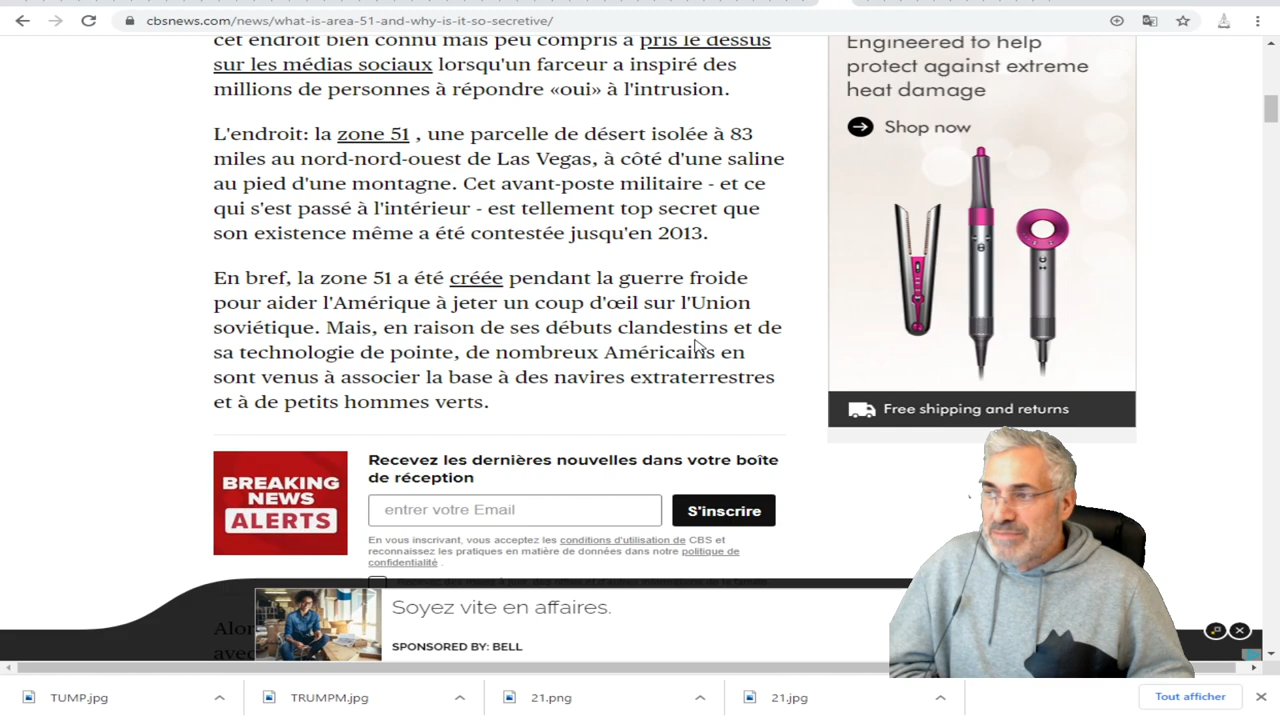 cbsnews.com/news/what-is-area-51-and-why-is-it-so-secretive/
cet endroit bien connu mais peu compris a pris le dessus
sur les médias sociaux lorsqu'un farceur a inspiré des
millions de personnes à répondre «oui» à l'intrusion.
L'endroit: la zone 51 , une parcelle de désert isolée à 83
miles au nord-nord-ouest de Las Vegas, à côté d'une saline
au pied d'une montagne. Cet avant-poste militaire - et ce
qui s'est passé à l'intérieur - est tellement top secret que
son existence même a été contestée jusqu'en 2013.
En bref, la zone 51 a été créée pendant la guerre froide
pour aider l'Amérique à jeter un coup d'œil sur l'Union
soviétique. Mais, en raison de ses débuts clandestins et de
sa technologie de pointe, de nombreux Américains en
sont venus à associer la base à des navires extraterrestres
et à de petits hommes verts.
Engineered to help
protect against extreme
heat damage
Shop now
Free shipping and returns
BREAKING
NEWS
ALERTS
Recevez les dernières nouvelles dans votre boîte
de réception
entrer votre Email
S'inscrire
En vous inscrivant, vous acceptez les conditions d'utilisation de CBS et
reconnaissez les pratiques en matière de données dans notre politique de
confidentialité .
Soyez vite en affaires.
SPONSORED BY: BELL
TUMP.jpg
TRUMPM.jpg
21.png
21.jpg
Tout afficher